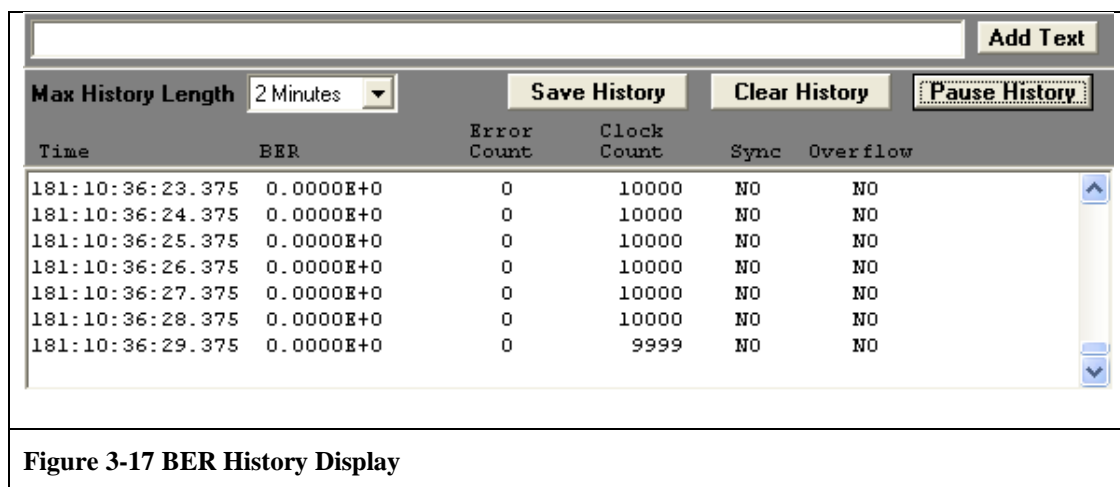 Add Text
Max History Length 2 Minutes Save History Clear History Pause History
Error Clock
Time BER Count Count Sync Overflow
181:10:36:23.375 0.0000E+0 0 10000 NO NO
181:10:36:24.375 0.0000E+0 0 10000 NO NO
181:10:36:25.375 0.0000E+0 0 10000 NO NO
181:10:36:26.375 0.0000E+0 0 10000 NO NO
181:10:36:27.375 0.0000E+0 0 10000 NO NO
181:10:36:28.375 0.0000E+0 0 10000 NO NO
181:10:36:29.375 0.0000E+0 0 9999 NO NO
Figure 3-17 BER History Display